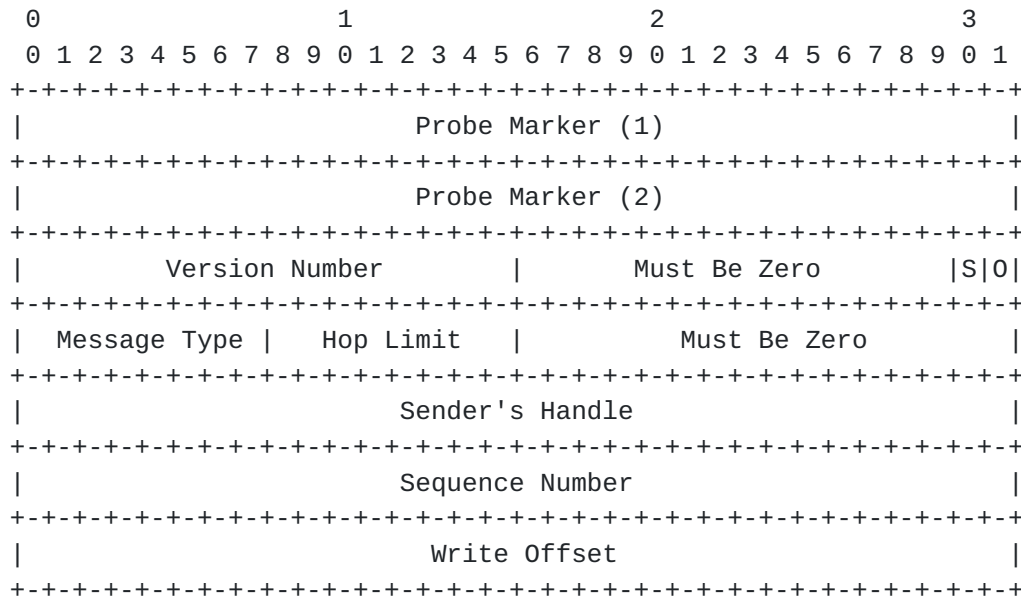 0                   1                   2                   3
 0 1 2 3 4 5 6 7 8 9 0 1 2 3 4 5 6 7 8 9 0 1 2 3 4 5 6 7 8 9 0 1
+-+-+-+-+-+-+-+-+-+-+-+-+-+-+-+-+-+-+-+-+-+-+-+-+-+-+-+-+-+-+-+-+
|                         Probe Marker (1)                      |
+-+-+-+-+-+-+-+-+-+-+-+-+-+-+-+-+-+-+-+-+-+-+-+-+-+-+-+-+-+-+-+-+
|                         Probe Marker (2)                      |
+-+-+-+-+-+-+-+-+-+-+-+-+-+-+-+-+-+-+-+-+-+-+-+-+-+-+-+-+-+-+-+-+
|         Version Number        |       Must Be Zero        |S|O|
+-+-+-+-+-+-+-+-+-+-+-+-+-+-+-+-+-+-+-+-+-+-+-+-+-+-+-+-+-+-+-+-+
|  Message Type |   Hop Limit   |          Must Be Zero         |
+-+-+-+-+-+-+-+-+-+-+-+-+-+-+-+-+-+-+-+-+-+-+-+-+-+-+-+-+-+-+-+-+
|                        Sender's Handle                        |
+-+-+-+-+-+-+-+-+-+-+-+-+-+-+-+-+-+-+-+-+-+-+-+-+-+-+-+-+-+-+-+-+
|                        Sequence Number                        |
+-+-+-+-+-+-+-+-+-+-+-+-+-+-+-+-+-+-+-+-+-+-+-+-+-+-+-+-+-+-+-+-+
|                          Write Offset                         |
+-+-+-+-+-+-+-+-+-+-+-+-+-+-+-+-+-+-+-+-+-+-+-+-+-+-+-+-+-+-+-+-+